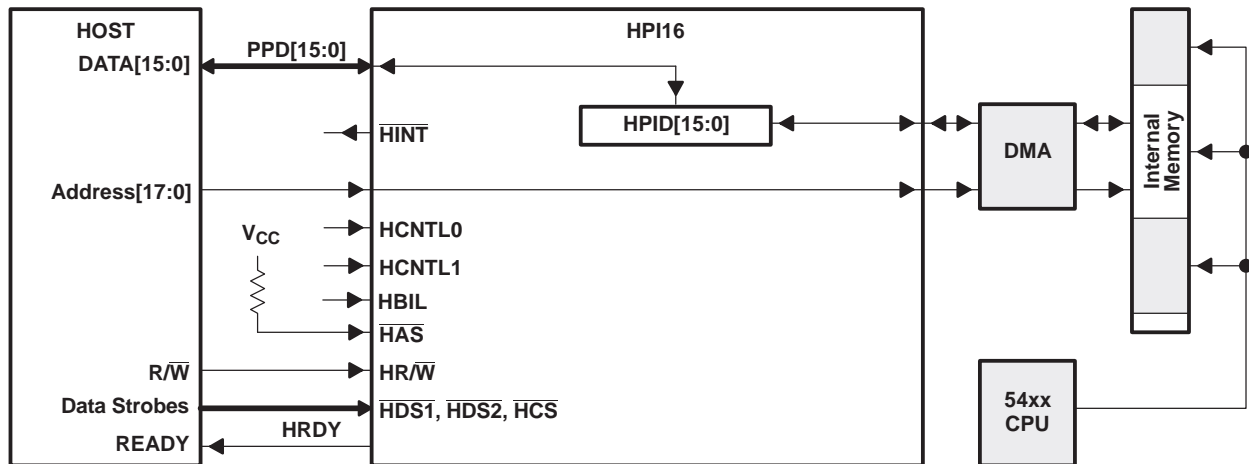 HOST
HPI16
DATA[15:0]
PPD[15:0]
HPID[15:0]
HINT
DMA
Internal
Memory
Address[17:0]
VCC
HCNTL0
HCNTL1
HBIL
HAS
R/W
HR/W
Data Strobes
HDS1, HDS2, HCS
READY
HRDY
54xx
CPU